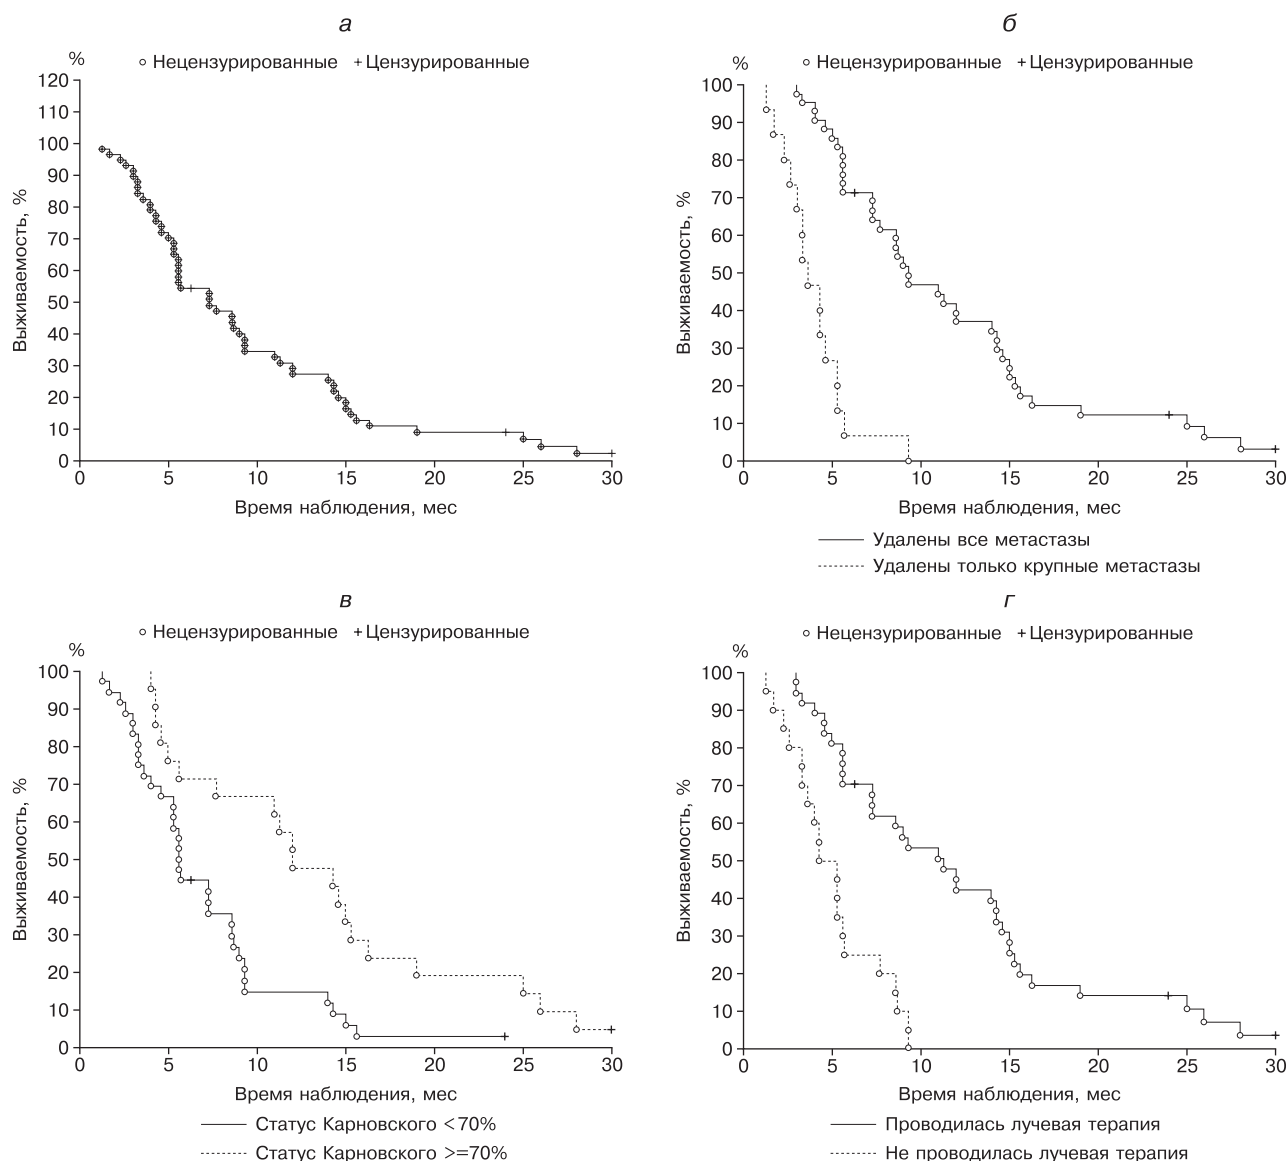 а
%
Нецензурированные + Цензурированные
120
110
100
90
80
70
60
50
40
30
20
10
0
Выживаемость, %
0 5 10 15 20 25 30
Время наблюдения, мес
б
%
Нецензурированные + Цензурированные
100
90
80
70
60
50
40
30
20
10
0
Выживаемость, %
0 5 10 15 20 25 30
Время наблюдения, мес
Удалены все метастазы
Удалены только крупные метастазы
в
Нецензурированные + Цензурированные
%
100
90
80
70
60
50
40
30
20
10
0
Выживаемость, %
0 5 10 15 20 25 30
Время наблюдения, мес
Статус Карновского <70%
Статус Карновского >=70%
г
Нецензурированные + Цензурированные
%
100
90
80
70
60
50
40
30
20
10
0
Выживаемость, %
0 5 10 15 20 25 30
Время наблюдения, мес
Проводилась лучевая терапия
Не проводилась лучевая терапия